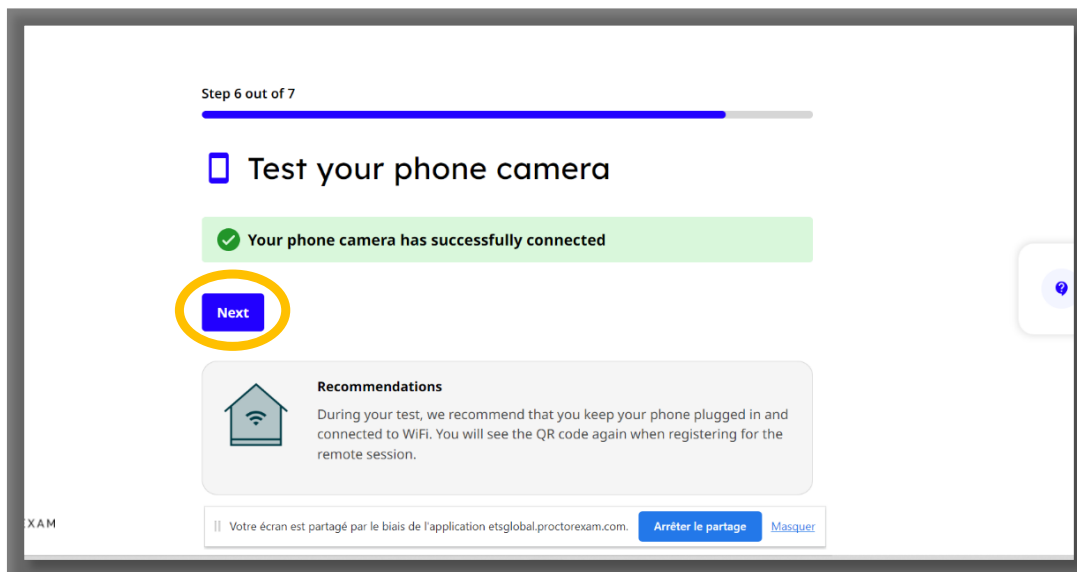 Step 6 out of 7
Test your phone camera
Your phone camera has successfully connected
Next
Recommendations
During your test, we recommend that you keep your phone plugged in and
connected to WiFi. You will see the QR code again when registering for the
remote session.
XAM
Votre écran est partagé par le biais de l'application etsglobal.proctorexam.com. Arrêter le partage Masquer